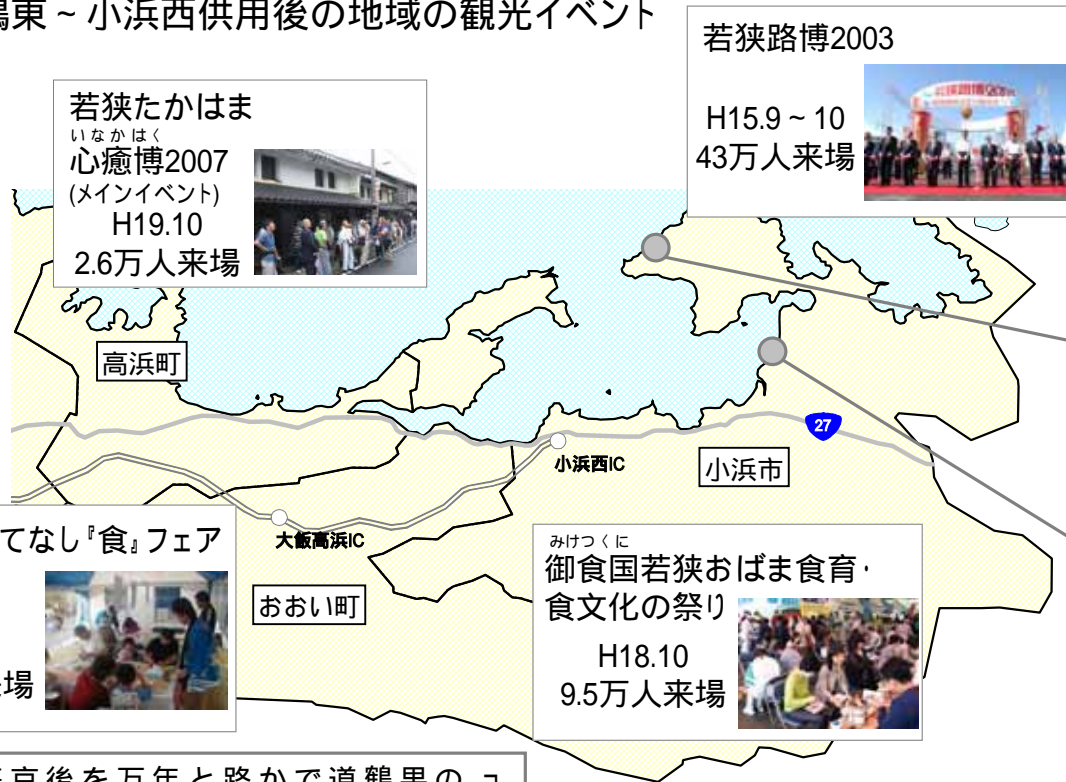 東～小浜西供用後の地域の観光イベント
若狭路博2003
H15.9～10
43万人来場
若狭たかはま
いなかはく
心癒博2007
(メインイベント)
H19.10
2.6万人来場
高浜町
27
小浜西IC
小浜市
大飯高浜IC
おおい町
てなし『食』フェア
場
みけつくに
御食国若狭おばま食育・
食文化の祭り
H18.10
9.5万人来場